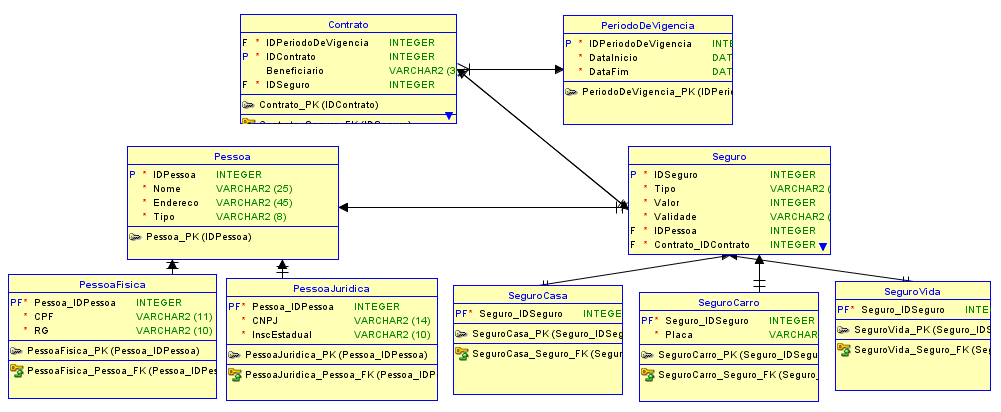 Contrato
F * IDPeriodoDeVigencia INTEGER
P * IDContrato INTEGER
Beneficiario VARCHAR2 (3
F * IDSeguro INTEGER
Contrato_PK (IDContrato)
PeriodoDeVigencia
P * IDPeriodoDeVigencia INTE
* DataInicio DAT
* DataFim DAT
PeriodoDeVigencia_PK (IDPeri
Pessoa
P * IDPessoa INTEGER
* Nome VARCHAR2 (25)
* Endereco VARCHAR2 (45)
* Tipo VARCHAR2 (8)
Pessoa_PK (IDPessoa)
Seguro
P * IDSeguro INTEGER
* Tipo VARCHAR2 (
* Valor INTEGER
* Validade VARCHAR2 (
F * IDPessoa INTEGER
F * Contrato_IDContrato INTEGER
PessoaFisica
PF* Pessoa_IDPessoa INTEGER
* CPF VARCHAR2 (11)
* RG VARCHAR2 (10)
PessoaFisica_PK (Pessoa_IDPessoa)
PessoaFisica_Pessoa_FK (Pessoa_IDPes
PessoaJuridica
PF* Pessoa_IDPessoa INTEGER
* CNPJ VARCHAR2 (14)
* InscEstadual VARCHAR2 (10)
PessoaJuridica_PK (Pessoa_IDPessoa)
PessoaJuridica_Pessoa_FK (Pessoa_IDP
SeguroCasa
PF* Seguro_IDSeguro INTEGE
SeguroCasa_PK (Seguro_IDSeg
SeguroCasa_Seguro_FK (Segur
SeguroCarro
PF* Seguro_IDSeguro INTEGER
* Placa VARCHAR
SeguroCarro_PK (Seguro_IDSegu
SeguroCarro_Seguro_FK (Seguro_
SeguroVida
PF* Seguro_IDSeguro INTE
SeguroVida_PK (Seguro_IDS
SeguroVida_Seguro_FK (Seg